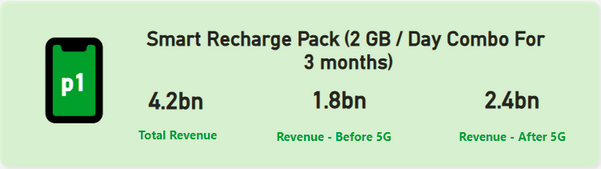 p1
Smart Recharge Pack (2 GB / Day Combo For
3 months)
4.2bn 1.8bn 2.4bn
Total Revenue Revenue - Before 5G Revenue - After 5G